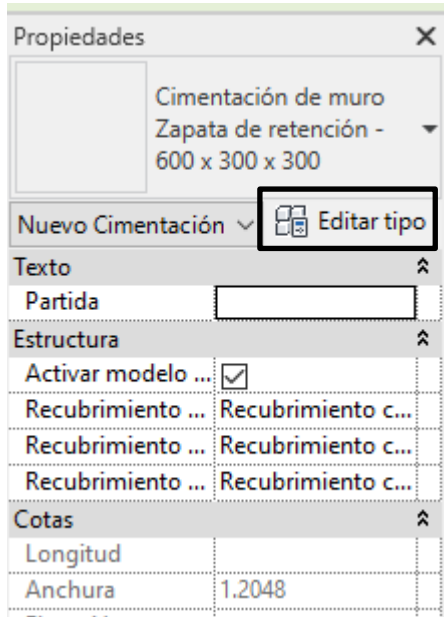 Propiedades
Cimentación de muro
Zapata de retención -
600 x 300 x 300
Nuevo Cimentación Editar tipo
Texto
Partida
Estructura
Activar modelo ...
Recubrimiento ... Recubrimiento c...
Recubrimiento ... Recubrimiento c...
Recubrimiento ... Recubrimiento c...
Cotas
Longitud
Anchura 1.2048